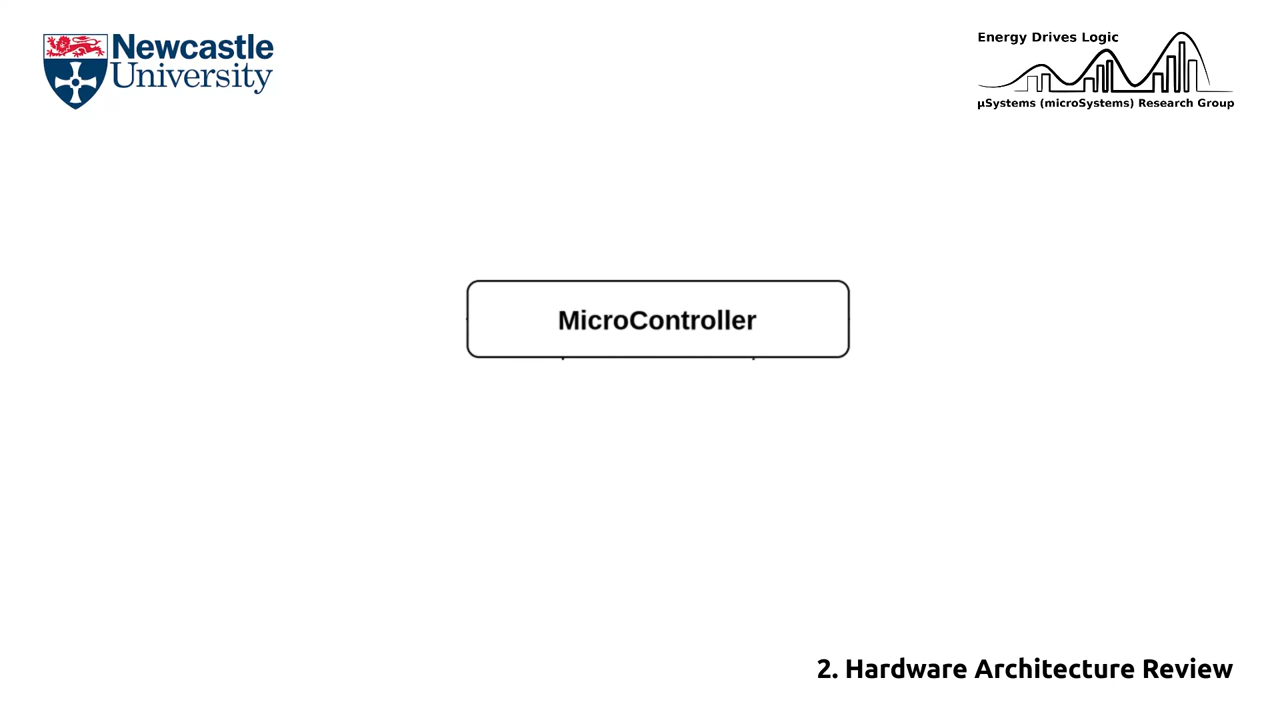 Newcastle
University
Energy Drives Logic
µSystems (microSystems) Research Group
MicroController
2. Hardware Architecture Review